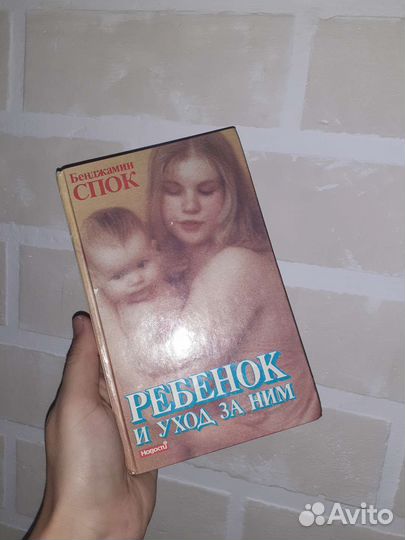 Бенджамин
СПОК
РЕБЕНОК
И УХОД ЗА НИМ
Новости
Avito